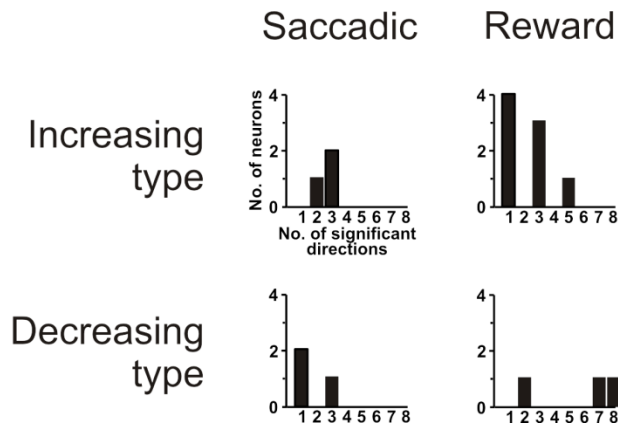 Saccadic Reward
Increasing
type
No. of neurons
4
2
0
1 2 3 4 5 6 7 8
No. of significant
directions
4
2
0
1 2 3 4 5 6 7 8
Decreasing
type
4
2
0
1 2 3 4 5 6 7 8
4
2
0
1 2 3 4 5 6 7 8